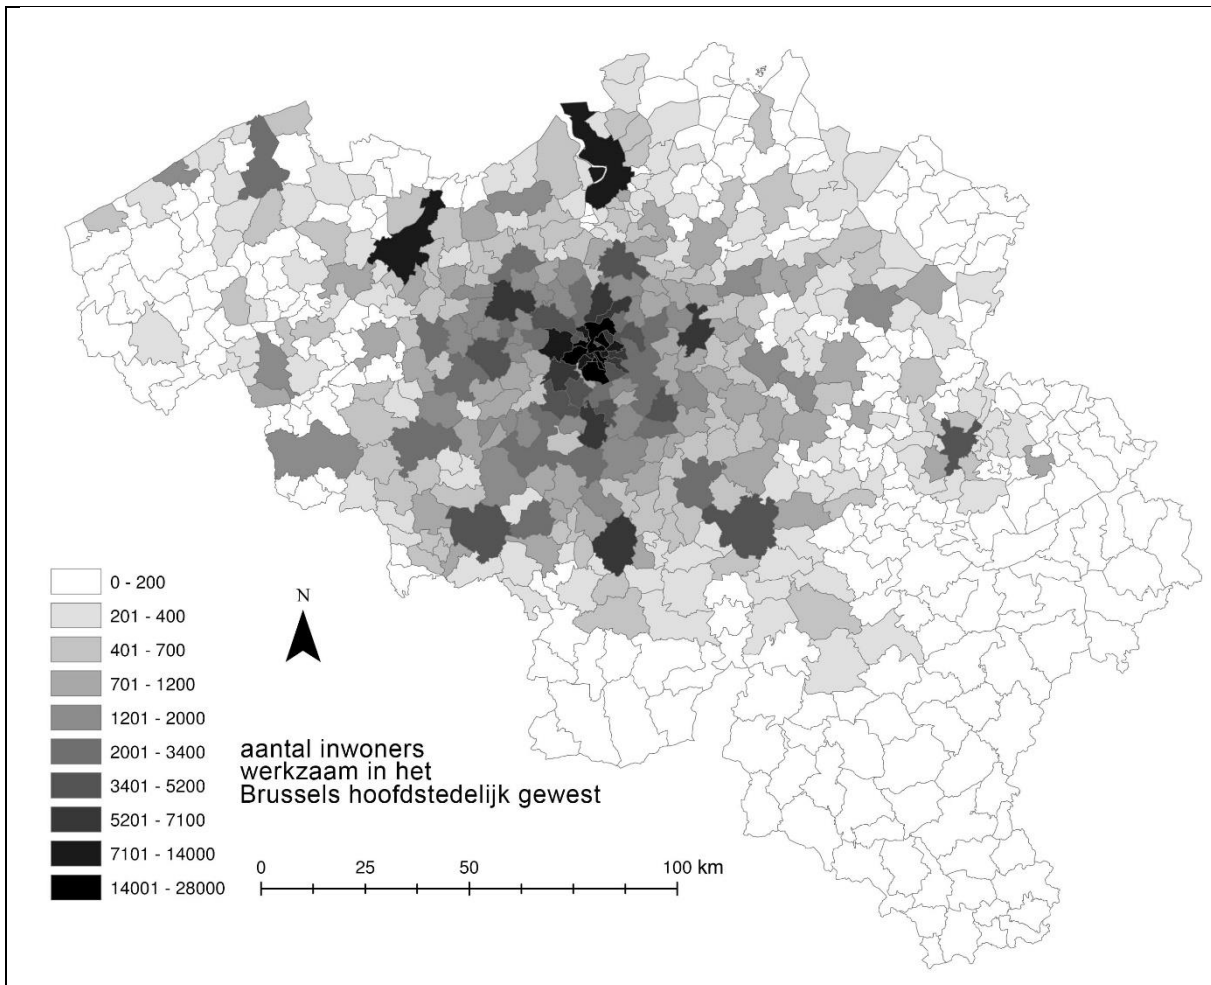 0 - 200
201 - 400
401 - 700
701 - 1200
1201 - 2000
2001 - 3400
3401 - 5200
5201 - 7100
7101 - 14000
14001 - 28000
N
aantal inwoners
werkzaam in het
Brussels hoofdstedelijk gewest
0 25 50 100 km